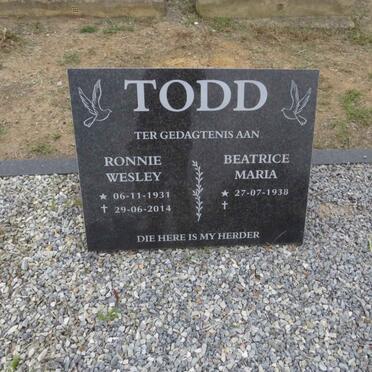 TODD
TER GEDAGTENIS AAN
RONNIE WESLEY
★ 06-11-1931
✝ 29-06-2014
BEATRICE MARIA
★ 27-07-1938
✝
DIE HERE IS MY HERDER